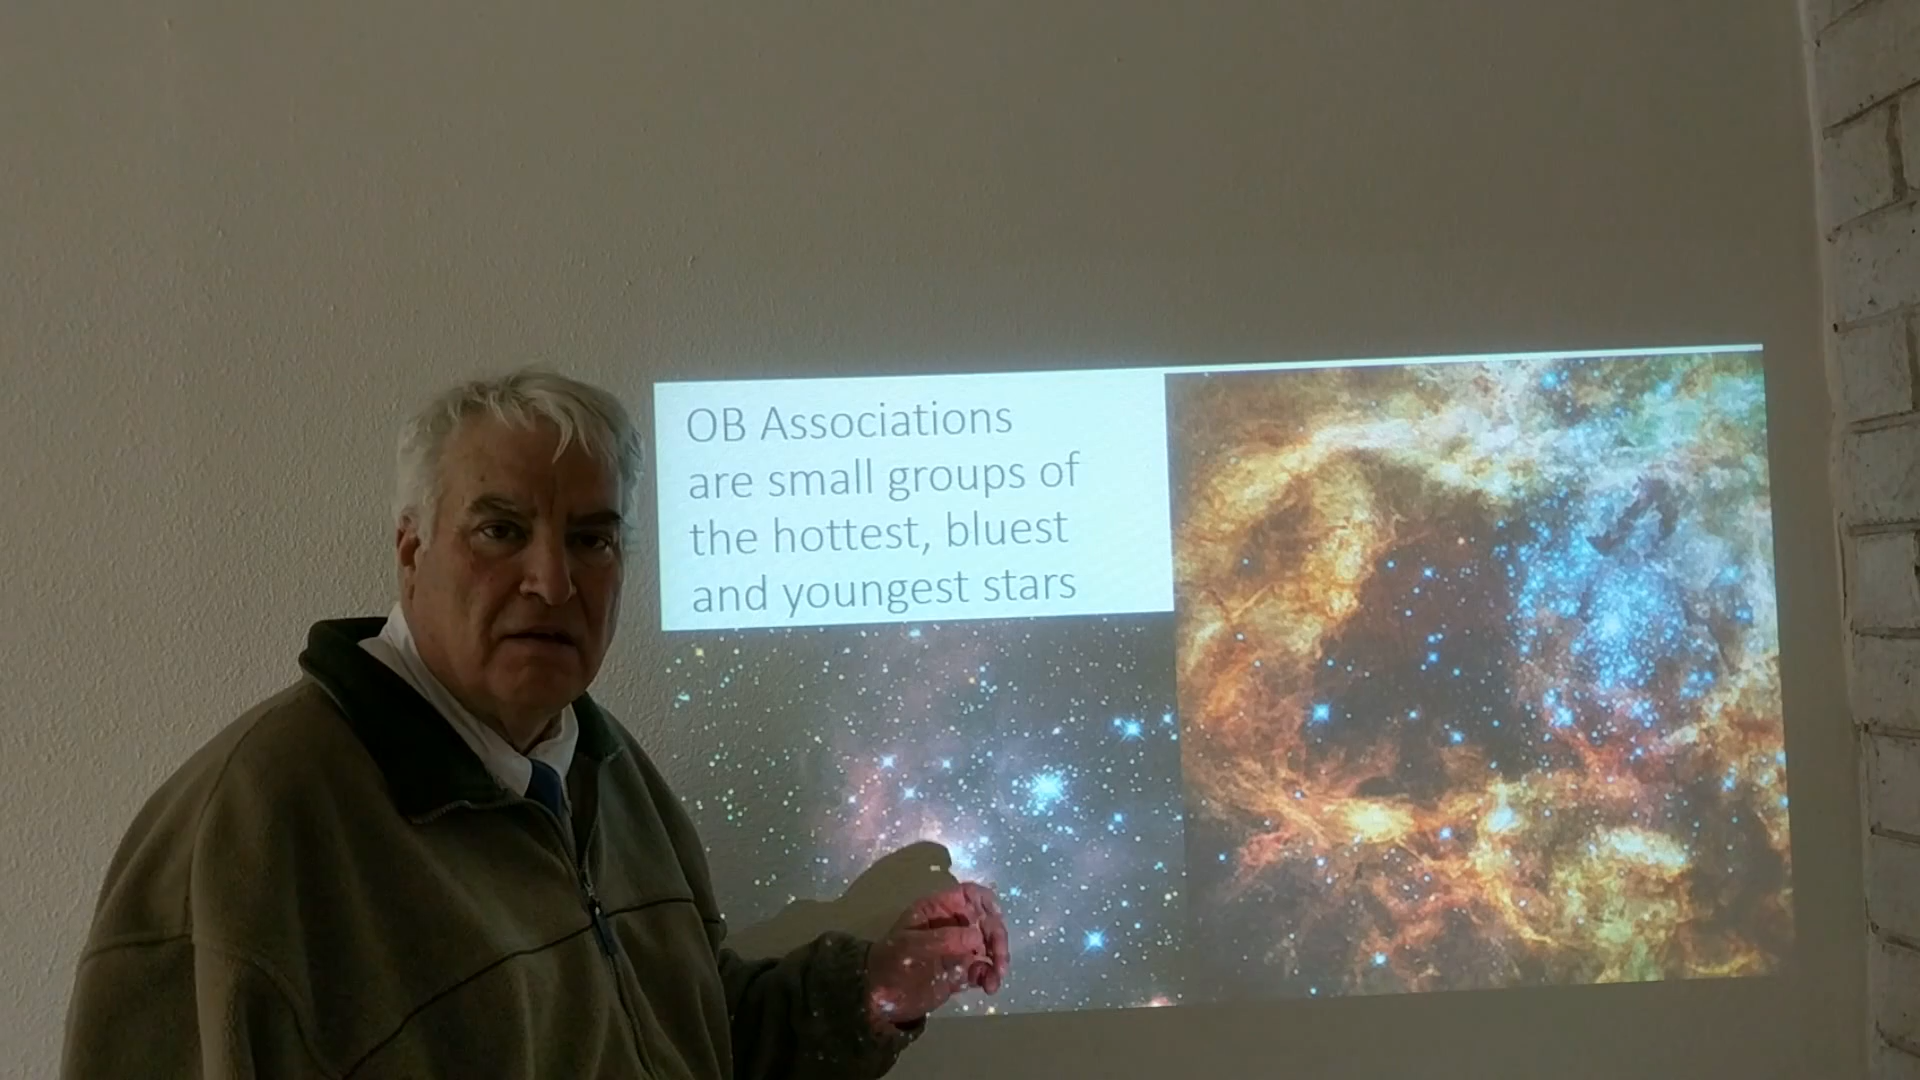 OB Associations
are small groups of
the hottest, bluest
and youngest stars